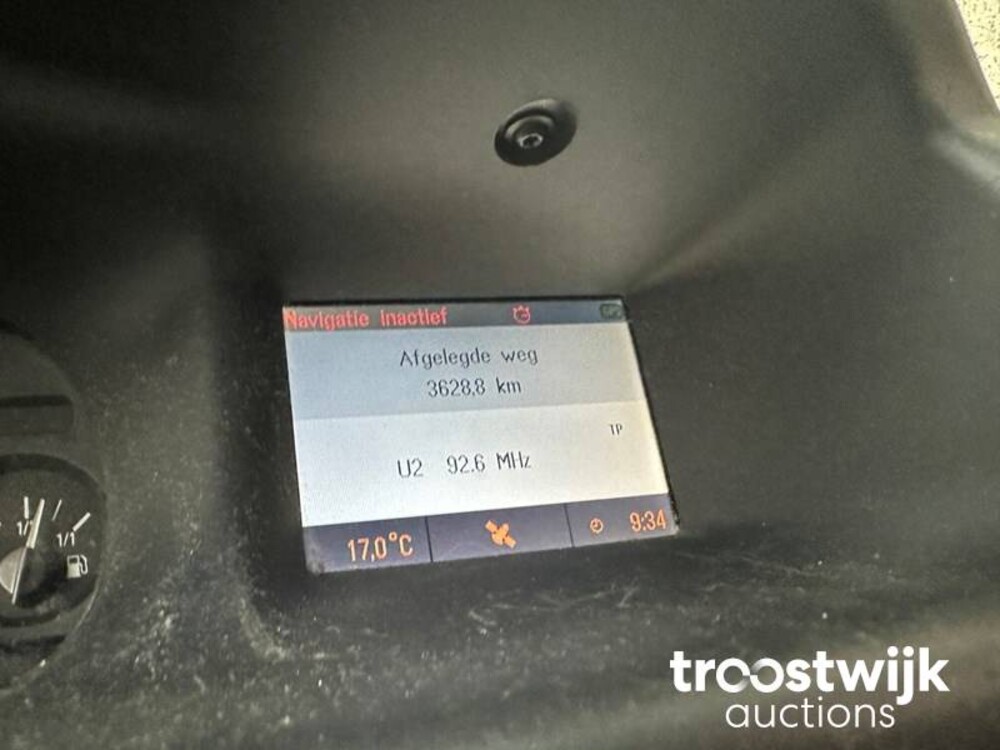 Navigatie inactief
Afgelegde weg
3628,8 km
TP
U2 92.6 MHz
17,0°C
9:34
1/1
troostwijk
auctions